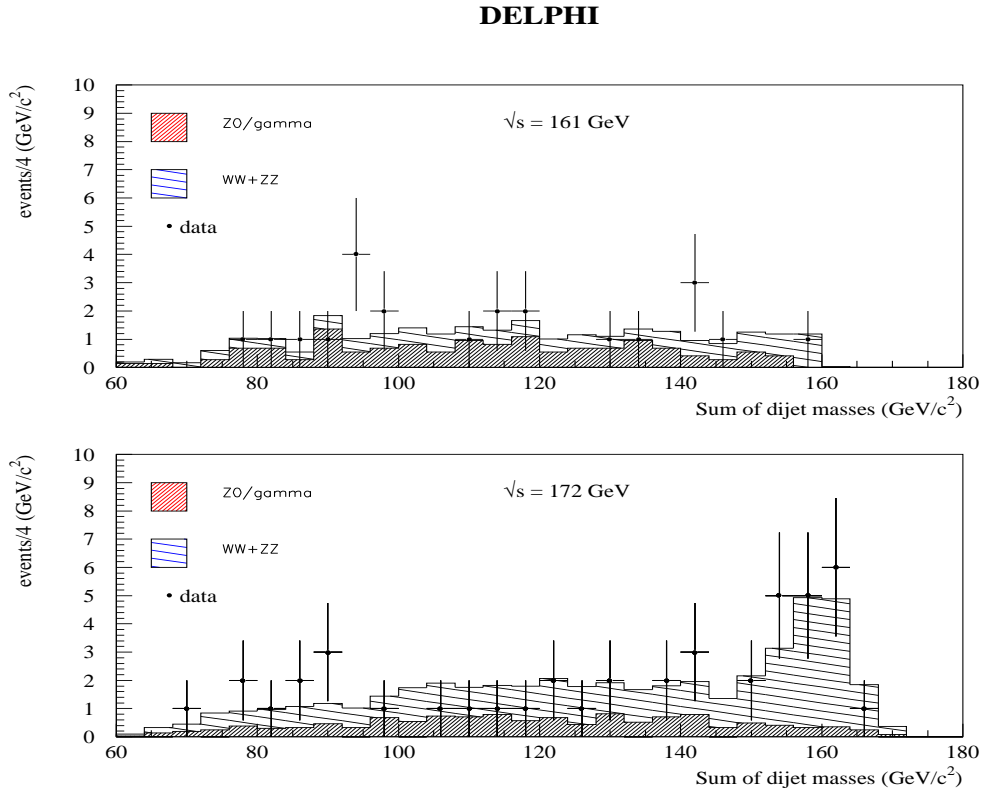 DELPHI
events/4 (GeV/c²)
10
9
8
7
6
5
4
3
2
1
0
Z0/gamma
WW+ZZ
data
√s = 161 GeV
60 80 100 120 140 160 180
Sum of dijet masses (GeV/c²)
events/4 (GeV/c²)
10
9
8
7
6
5
4
3
2
1
0
Z0/gamma
WW+ZZ
data
√s = 172 GeV
60 80 100 120 140 160 180
Sum of dijet masses (GeV/c²)